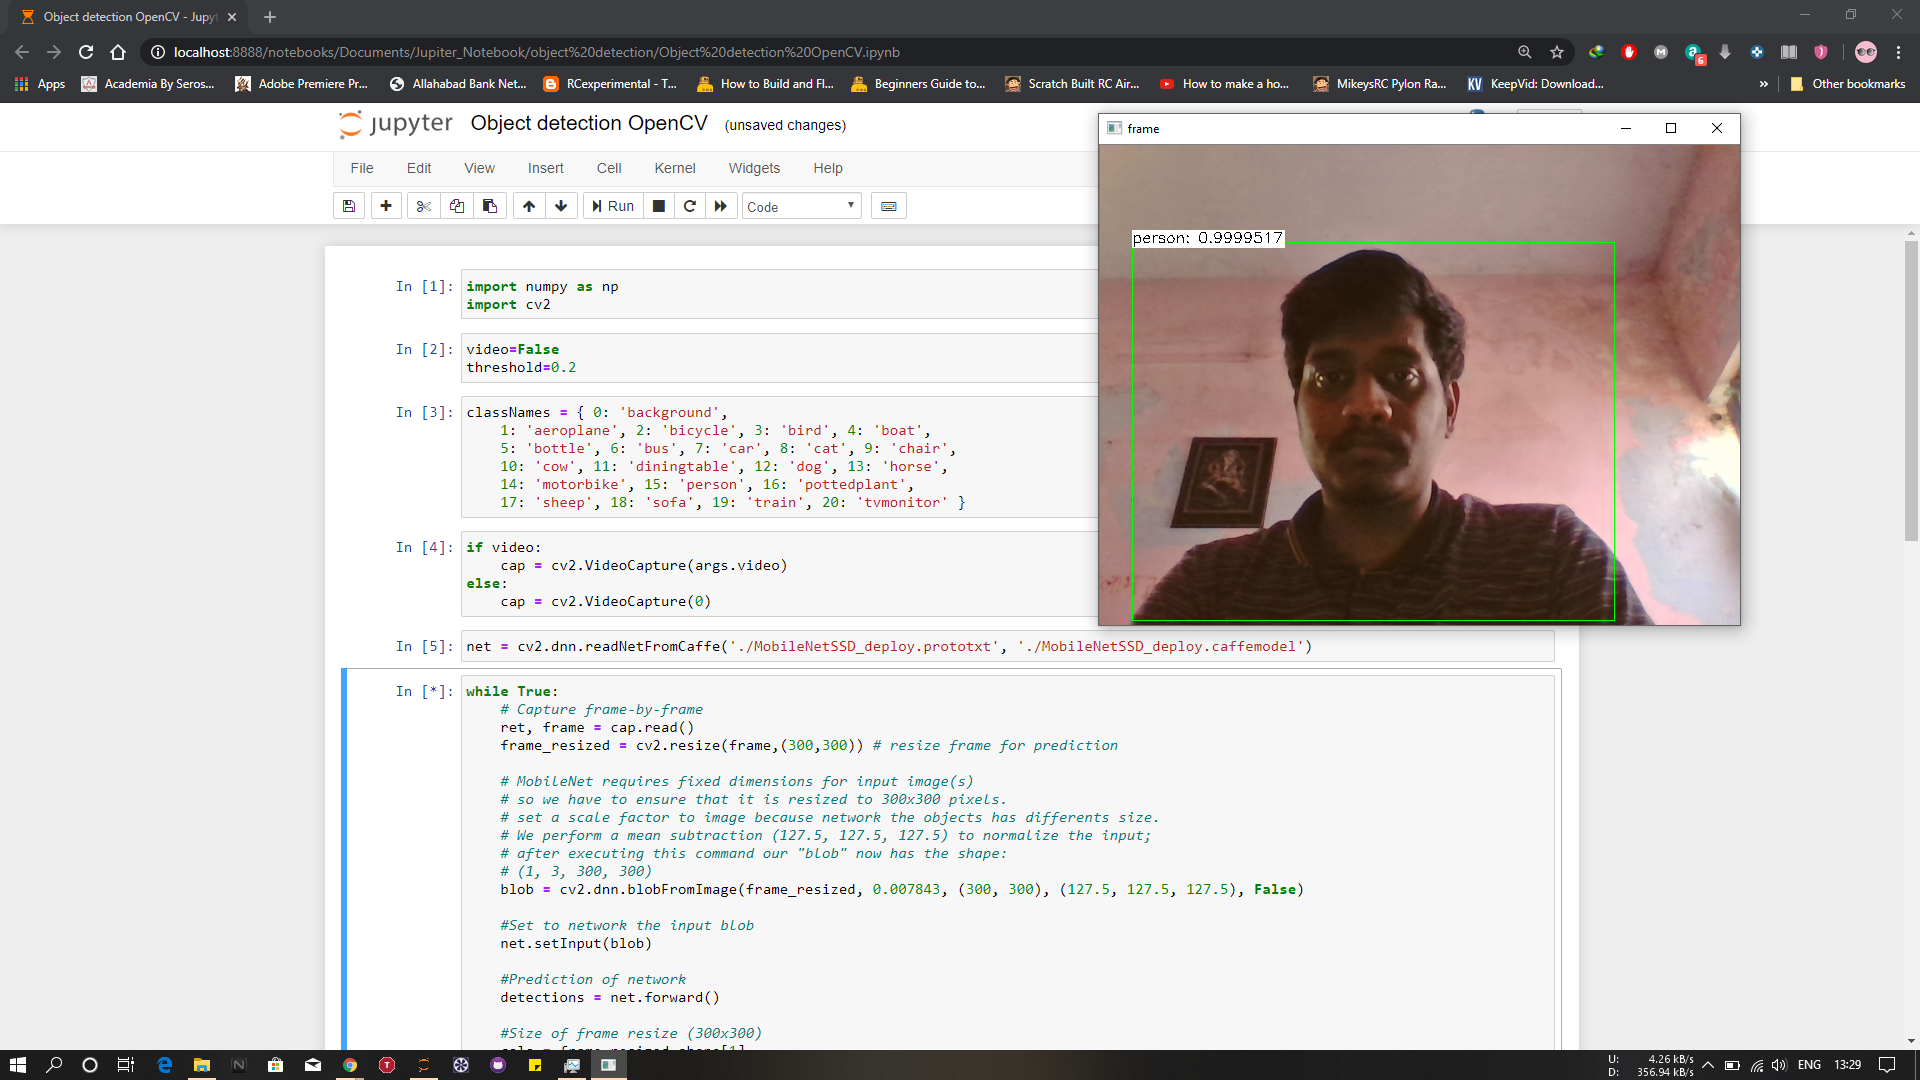 Object detection OpenCV - Jupyt
localhost:8888/notebooks/Documents/Jupiter_Notebook/object%20detection/Object%20detection%20OpenCV.ipynb
6
Apps
Academia By Seros...
Adobe Premiere Pr...
Allahabad Bank Net...
RCexperimental - T...
How to Build and Fl...
Beginners Guide to...
Scratch Built RC Air...
How to make a ho...
MikeysRC Pylon Ra...
KV KeepVid: Download...
»
Other bookmarks
jupyter Object detection OpenCV (unsaved changes)
File Edit View Insert Cell Kernel Widgets Help
Run
Code
frame
person: 0.9999517
In [1]: import numpy as np
import cv2
In [2]: video=False
threshold=0.2
In [3]: classNames = { 0: 'background',
1: 'aeroplane', 2: 'bicycle', 3: 'bird', 4: 'boat',
5: 'bottle', 6: 'bus', 7: 'car', 8: 'cat', 9: 'chair',
10: 'cow', 11: 'diningtable', 12: 'dog', 13: 'horse',
14: 'motorbike', 15: 'person', 16: 'pottedplant',
17: 'sheep', 18: 'sofa', 19: 'train', 20: 'tvmonitor' }
In [4]: if video:
cap = cv2.VideoCapture(args.video)
else:
cap = cv2.VideoCapture(0)
In [5]: net = cv2.dnn.readNetFromCaffe('./MobileNetSSD_deploy.prototxt', './MobileNetSSD_deploy.caffemodel')
In [*]: while True:
# Capture frame-by-frame
ret, frame = cap.read()
frame_resized = cv2.resize(frame,(300,300)) # resize frame for prediction
# MobileNet requires fixed dimensions for input image(s)
# so we have to ensure that it is resized to 300x300 pixels.
# set a scale factor to image because network the objects has differents size.
# We perform a mean subtraction (127.5, 127.5, 127.5) to normalize the input;
# after executing this command our "blob" now has the shape:
# (1, 3, 300, 300)
blob = cv2.dnn.blobFromImage(frame_resized, 0.007843, (300, 300), (127.5, 127.5, 127.5), False)
#Set to network the input blob
net.setInput(blob)
#Prediction of network
detections = net.forward()
#Size of frame resize (300x300)
U: 4.26 kB/s
D: 356.94 kB/s
ENG 13:29